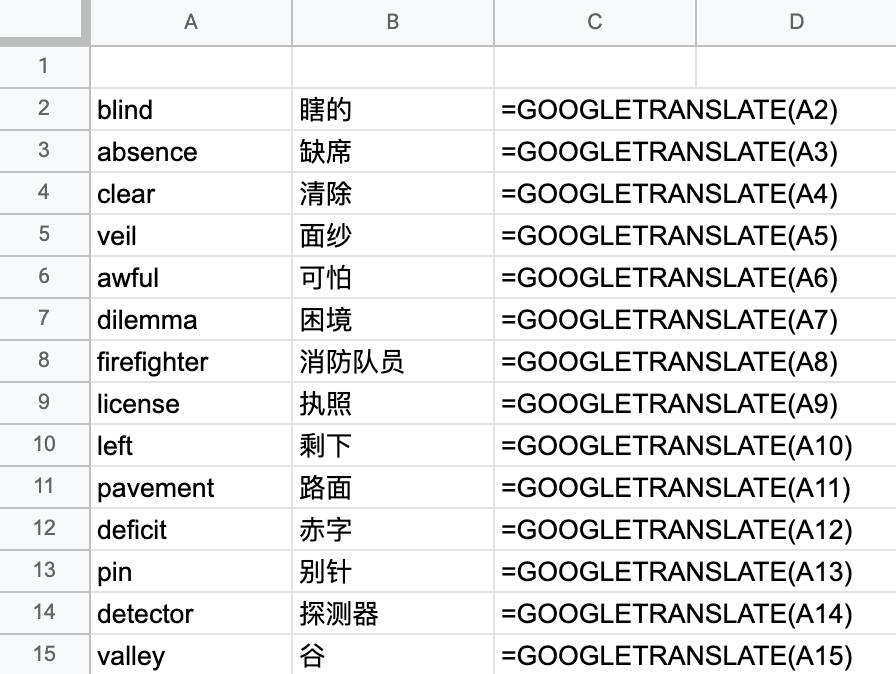 A B C D
1
2 blind 瞎的 =GOOGLETRANSLATE(A2)
3 absence 缺席 =GOOGLETRANSLATE(A3)
4 clear 清除 =GOOGLETRANSLATE(A4)
5 veil 面纱 =GOOGLETRANSLATE(A5)
6 awful 可怕 =GOOGLETRANSLATE(A6)
7 dilemma 困境 =GOOGLETRANSLATE(A7)
8 firefighter 消防队员 =GOOGLETRANSLATE(A8)
9 license 执照 =GOOGLETRANSLATE(A9)
10 left 剩下 =GOOGLETRANSLATE(A10)
11 pavement 路面 =GOOGLETRANSLATE(A11)
12 deficit 赤字 =GOOGLETRANSLATE(A12)
13 pin 别针 =GOOGLETRANSLATE(A13)
14 detector 探测器 =GOOGLETRANSLATE(A14)
15 valley 谷 =GOOGLETRANSLATE(A15)